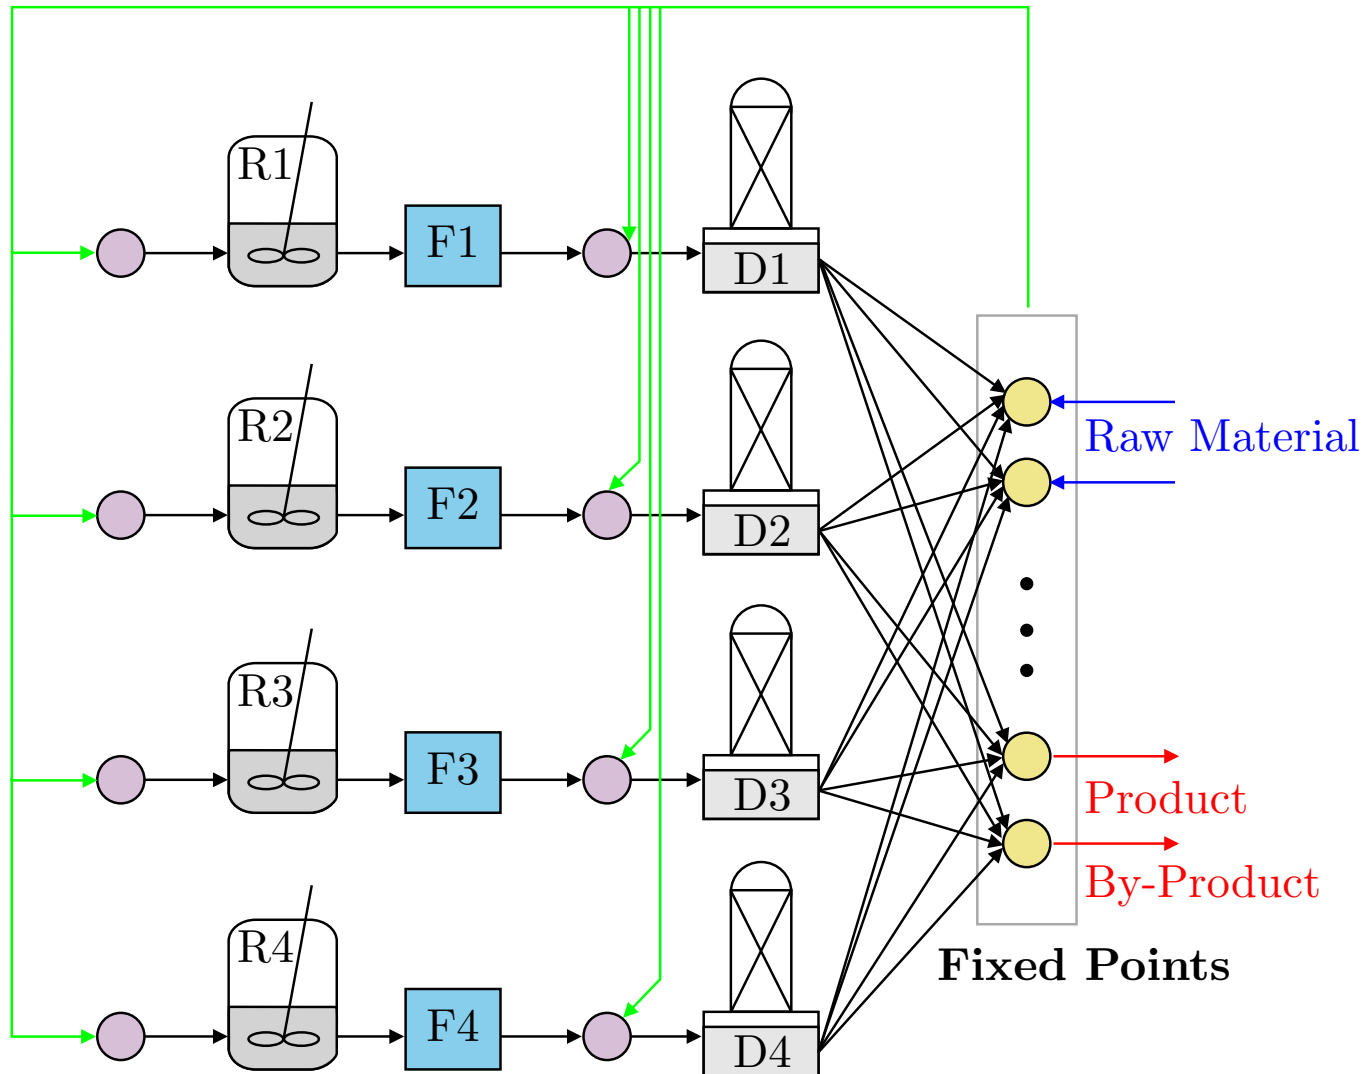 R1
F1
D1
R2
F2
D2
Raw Material
R3
F3
D3
Product
By-Product
R4
F4
D4
Fixed Points